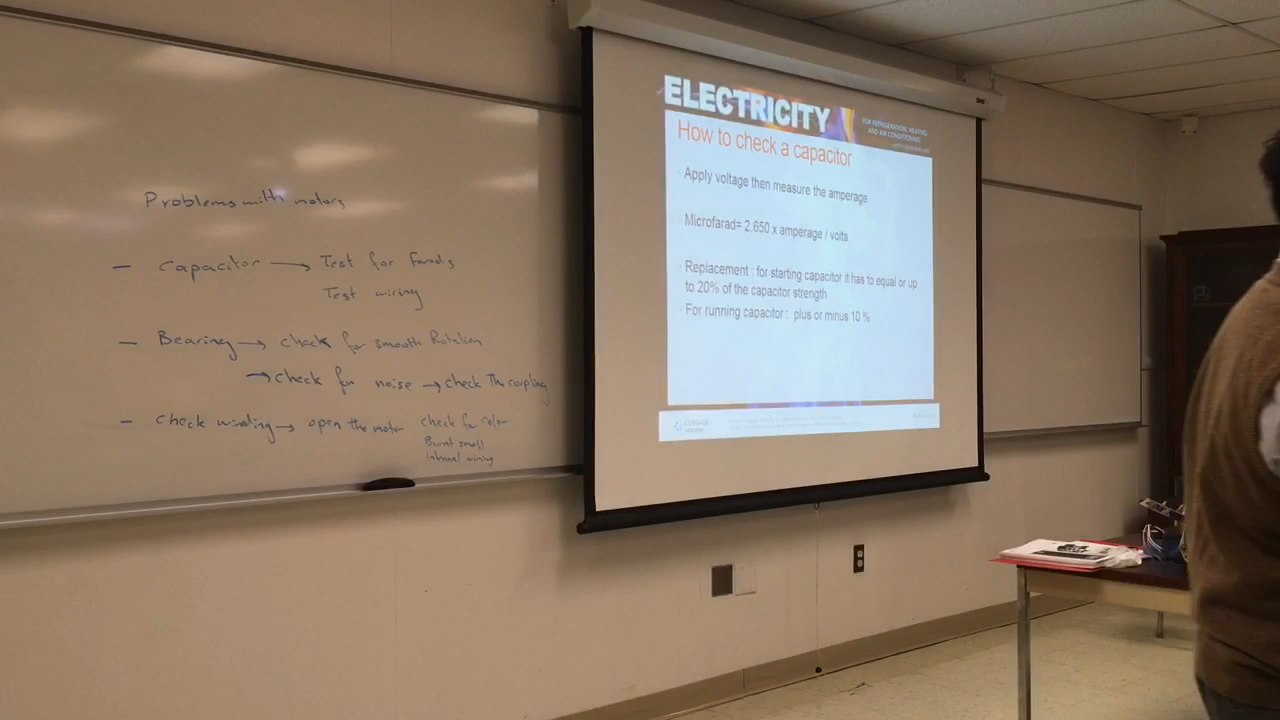 Problems with motors
- Capacitor → Test for Farads
Test wiring
- Bearing → check for smooth Rotation
→ check for noise → check the coupling
- check winding → open the motor check for color
Burnt smell
Internal wiring
ELECTRICITY
FOR REFRIGERATION, HEATING
AND AIR CONDITIONING
How to check a capacitor
· Apply voltage then measure the amperage
· Microfarad= 2,650 x amperage / volts
· Replacement : for starting capacitor it has to equal or up
to 20% of the capacitor strength
· For running capacitor : plus or minus 10 %
CENGAGE